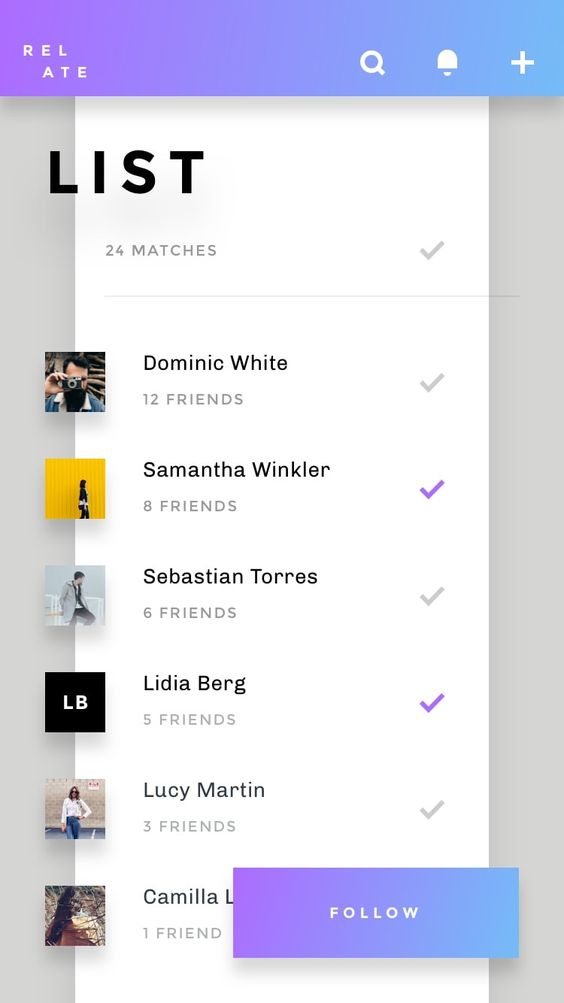 REL
ATE
LIST
24 MATCHES
Dominic White
12 FRIENDS
Samantha Winkler
8 FRIENDS
Sebastian Torres
6 FRIENDS
LB
Lidia Berg
5 FRIENDS
Lucy Martin
3 FRIENDS
Camilla
1 FRIEND
FOLLOW